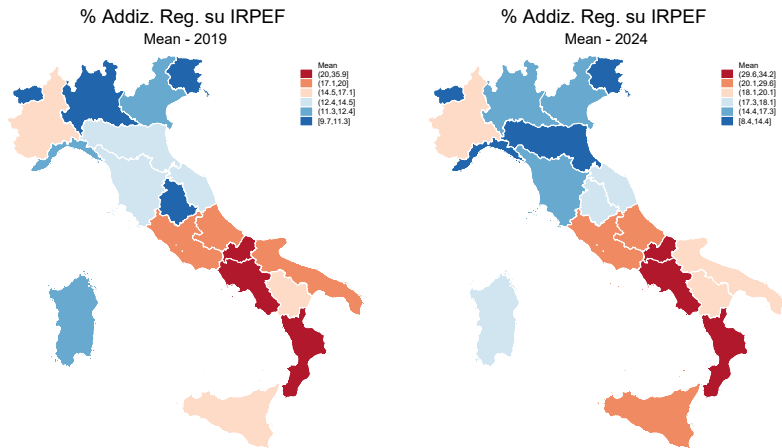 % Addiz. Reg. su IRPEF
Mean - 2019
Mean
(20,35.9]
(17.1,20]
(14.5,17.1]
(12.4,14.5]
(11.3,12.4]
[9.7,11.3]
% Addiz. Reg. su IRPEF
Mean - 2024
Mean
(29.6,34.2]
(20.1,29.6]
(18.1,20.1]
(17.3,18.1]
(14.4,17.3]
[8.4,14.4]